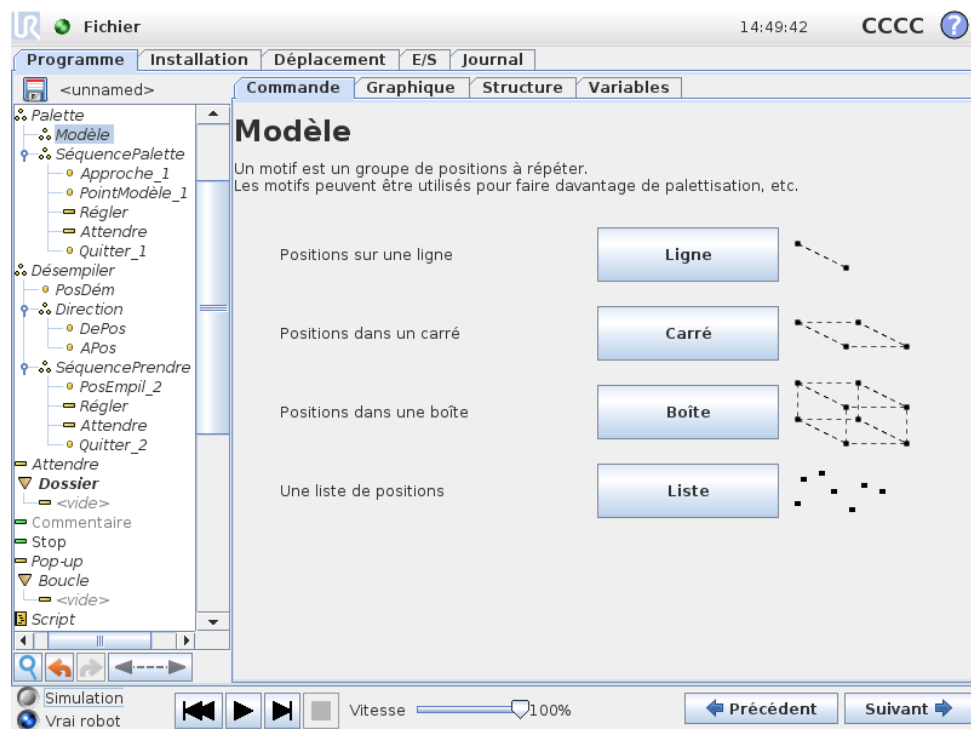 UR Fichier 14:49:42 CCCC ?
Programme Installation Déplacement E/S Journal
<unnamed>
Commande Graphique Structure Variables
Palette
Modèle
SéquencePalette
Approche_1
PointModèle_1
Régler
Attendre
Quitter_1
Désempiler
PosDém
Direction
DePos
APos
SéquencePrendre
PosEmpil_2
Régler
Attendre
Quitter_2
Attendre
Dossier
<vide>
Commentaire
Stop
Pop-up
Boucle
<vide>
Script
Modèle
Un motif est un groupe de positions à répéter.
Les motifs peuvent être utilisés pour faire davantage de palettisation, etc.
Positions sur une ligne Ligne
Positions dans un carré Carré
Positions dans une boîte Boîte
Une liste de positions Liste
Simulation
Vrai robot
Vitesse 100%
Précédent Suivant